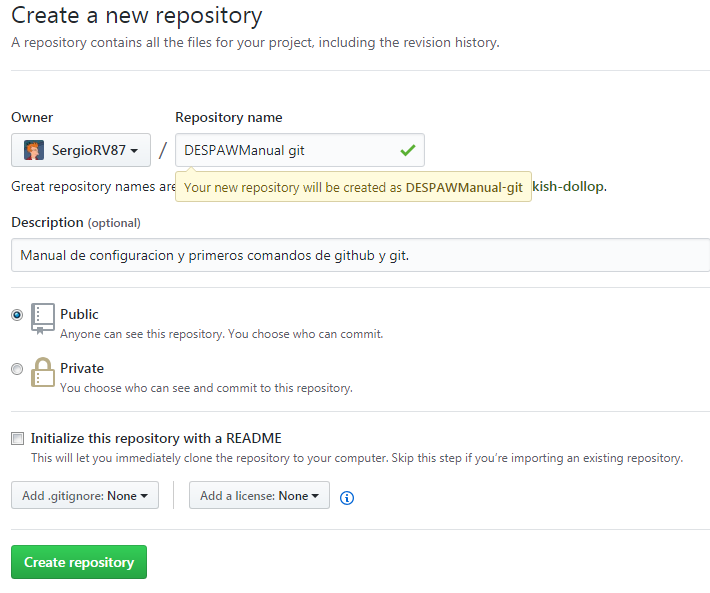 Create a new repository
A repository contains all the files for your project, including the revision history.
Owner
Repository name
SergioRV87
/
DESPAWManual git
Great repository names are
Your new repository will be created as DESPAWManual-git
kish-dollop.
Description (optional)
Manual de configuracion y primeros comandos de github y git.
Public
Anyone can see this repository. You choose who can commit.
Private
You choose who can see and commit to this repository.
Initialize this repository with a README
This will let you immediately clone the repository to your computer. Skip this step if you’re importing an existing repository.
Add .gitignore: None
Add a license: None
Create repository